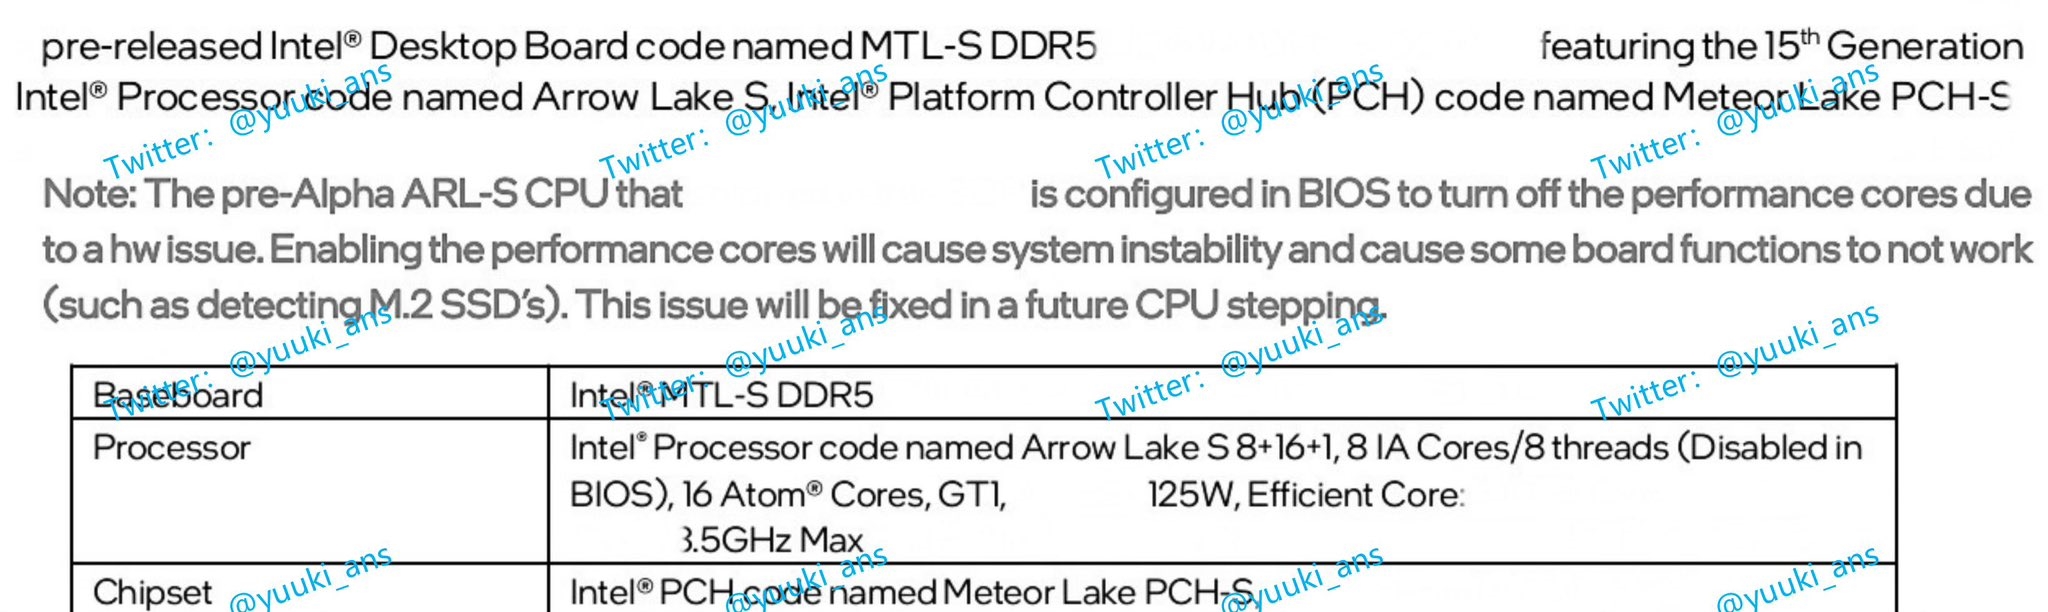 pre-released Intel® Desktop Board code named MTL-S DDR5 featuring the 15th Generation
Intel® Processor code named Arrow Lake S, Intel® Platform Controller Hub (PCH) code named Meteor Lake PCH-S
Twitter: @yuuki_ans Twitter: @yuuki_ans Twitter: @yuuki_ans Twitter: @yuuki_ans
Note: The pre-Alpha ARL-S CPU that is configured in BIOS to turn off the performance cores due
to a hw issue. Enabling the performance cores will cause system instability and cause some board functions to not work
(such as detecting M.2 SSD's). This issue will be fixed in a future CPU stepping.
Twitter: @yuuki_ans Twitter: @yuuki_ans Twitter: @yuuki_ans Twitter: @yuuki_ans
Baseboard Intel® MTL-S DDR5
Processor Intel® Processor code named Arrow Lake S 8+16+1, 8 IA Cores/8 threads (Disabled in
BIOS), 16 Atom® Cores, GT1, 125W, Efficient Core:
3.5GHz Max
Chipset Intel® PCH code named Meteor Lake PCH-S
@yuuki_ans @yuuki_ans @yuuki_ans @yuuki_ans